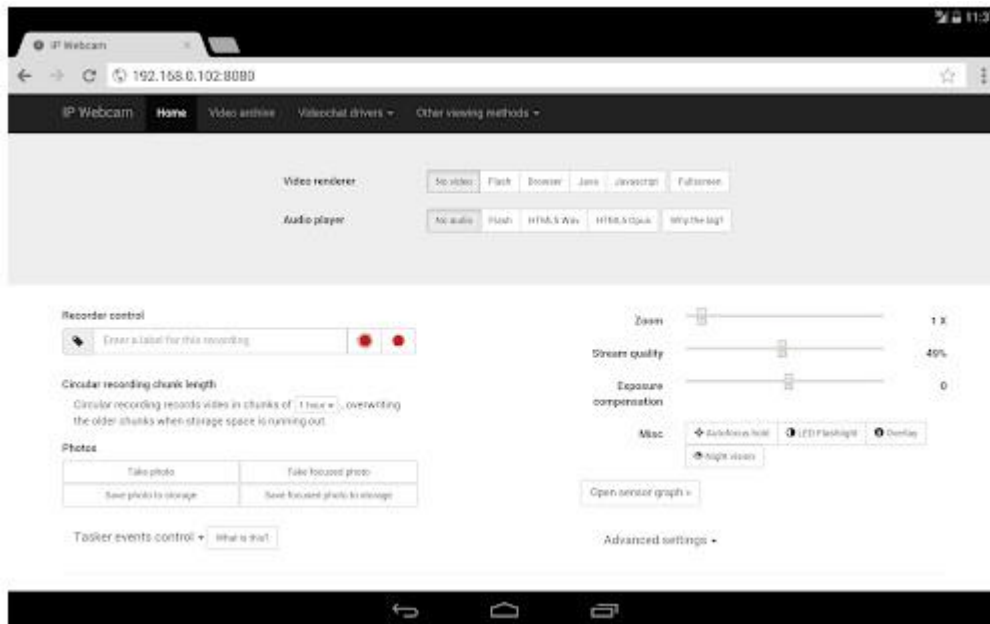 11:3
IP Webcam
192.168.0.102:8080
IP Webcam Home Video archive Videochat drivers Other viewing methods
Video renderer No video Flash Browser Java Javascript Fullscreen
Audio player No audio Flash HTML5 Wav HTML5 Opus Why the lag?
Recorder control
Enter a label for this recording
Circular recording chunk length
Circular recording records video in chunks of 1 hour , overwriting
the older chunks when storage space is running out
Photos
Take photo Take focused photo
Save photo to storage Save focused photo to storage
Tasker events control What is this?
Zoom 1 X
Stream quality 49%
Exposure 0
compensation
Misc Autofocus hold LED Flashlight Overlay
Night vision
Open sensor graph »
Advanced settings